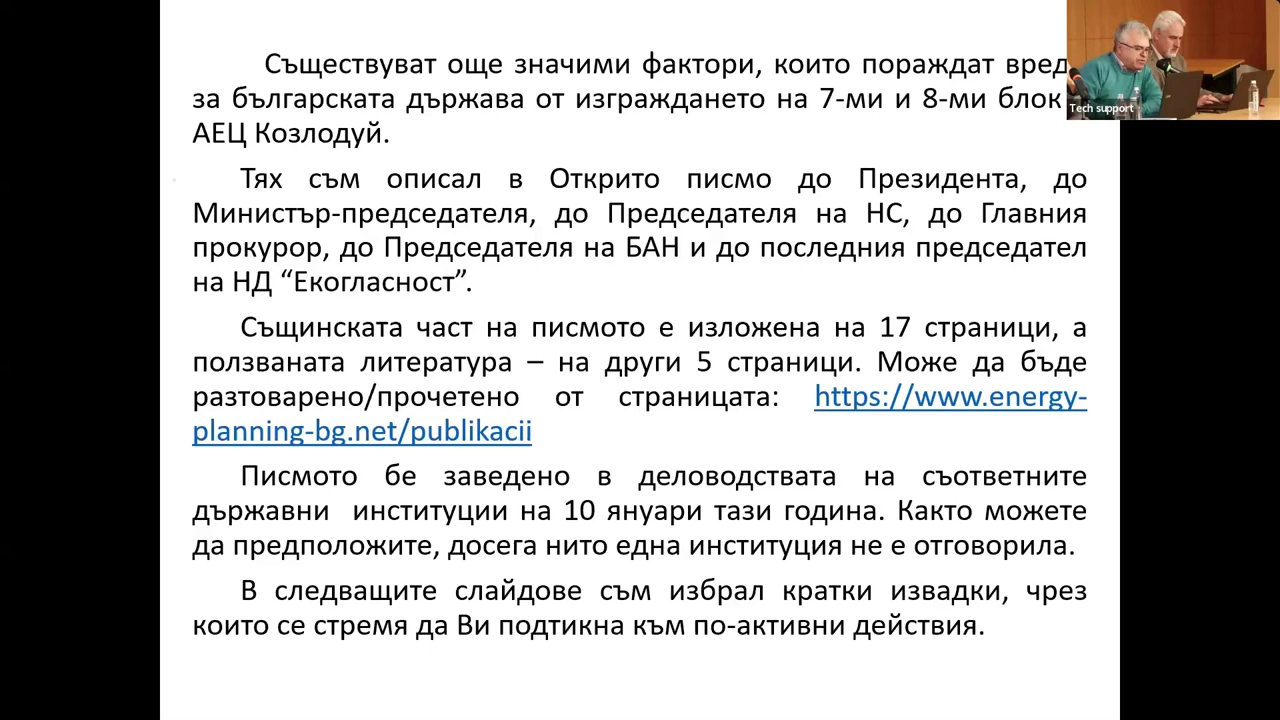 Съществуват още значими фактори, които пораждат
за българската държава от изграждането на 7-ми и 8-ми блок
АЕЦ Козлодуй.
Tech support
Тях съм описал в Открито писмо до Президента, до
Министър-председателя, до Председателя на НС, до Главния
прокурор, до Председателя на БАН и до последния председател
на НД “Екогласност”.
Същинската част на писмото е изложена на 17 страници, а
ползваната литература – на други 5 страници. Може да бъде
разтоварено/прочетено от страницата: https://www.energy-
planning-bg.net/publikacii
Писмото бе заведено в деловодствата на съответните
държавни институции на 10 януари тази година. Както можете
да предположите, досега нито една институция не е отговорила.
В следващите слайдове съм избрал кратки извадки, чрез
които се стремя да Ви подтикна към по-активни действия.